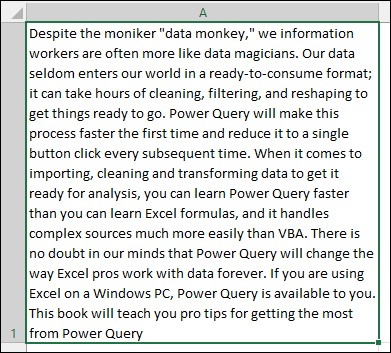 A
Despite the moniker "data monkey," we information
workers are often more like data magicians. Our data
seldom enters our world in a ready-to-consume format;
it can take hours of cleaning, filtering, and reshaping to
get things ready to go. Power Query will make this
process faster the first time and reduce it to a single
button click every subsequent time. When it comes to
importing, cleaning and transforming data to get it
ready for analysis, you can learn Power Query faster
than you can learn Excel formulas, and it handles
complex sources much more easily than VBA. There is
no doubt in our minds that Power Query will change the
way Excel pros work with data forever. If you are using
Excel on a Windows PC, Power Query is available to you.
This book will teach you pro tips for getting the most
1 from Power Query